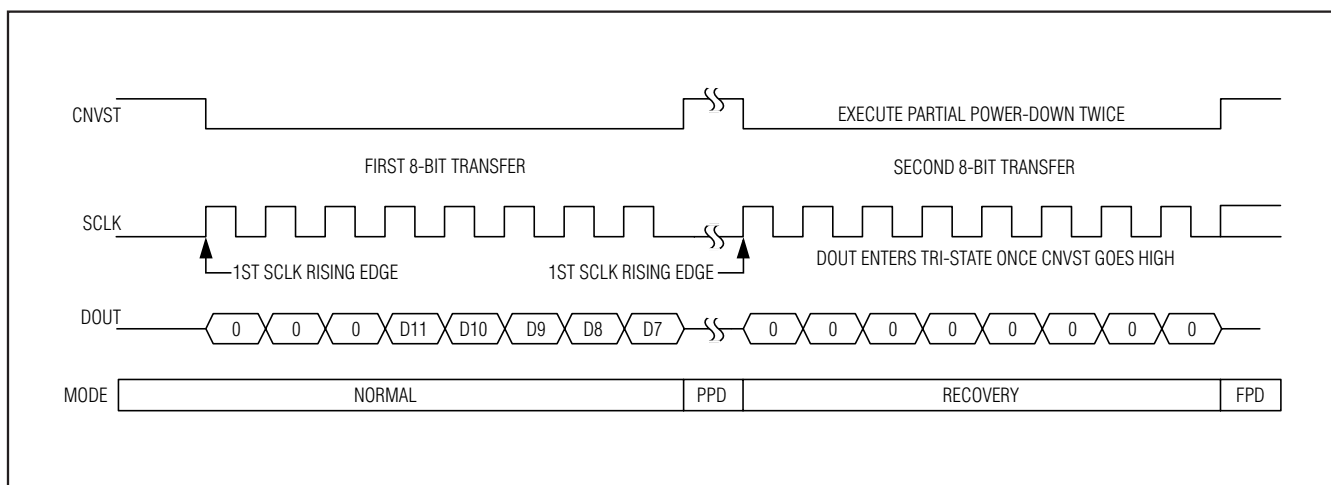 CNVST
EXECUTE PARTIAL POWER-DOWN TWICE
FIRST 8-BIT TRANSFER
SECOND 8-BIT TRANSFER
SCLK
1ST SCLK RISING EDGE
1ST SCLK RISING EDGE
DOUT ENTERS TRI-STATE ONCE CNVST GOES HIGH
DOUT
0 0 0 D11 D10 D9 D8 D7
0 0 0 0 0 0 0 0
MODE
NORMAL
PPD
RECOVERY
FPD